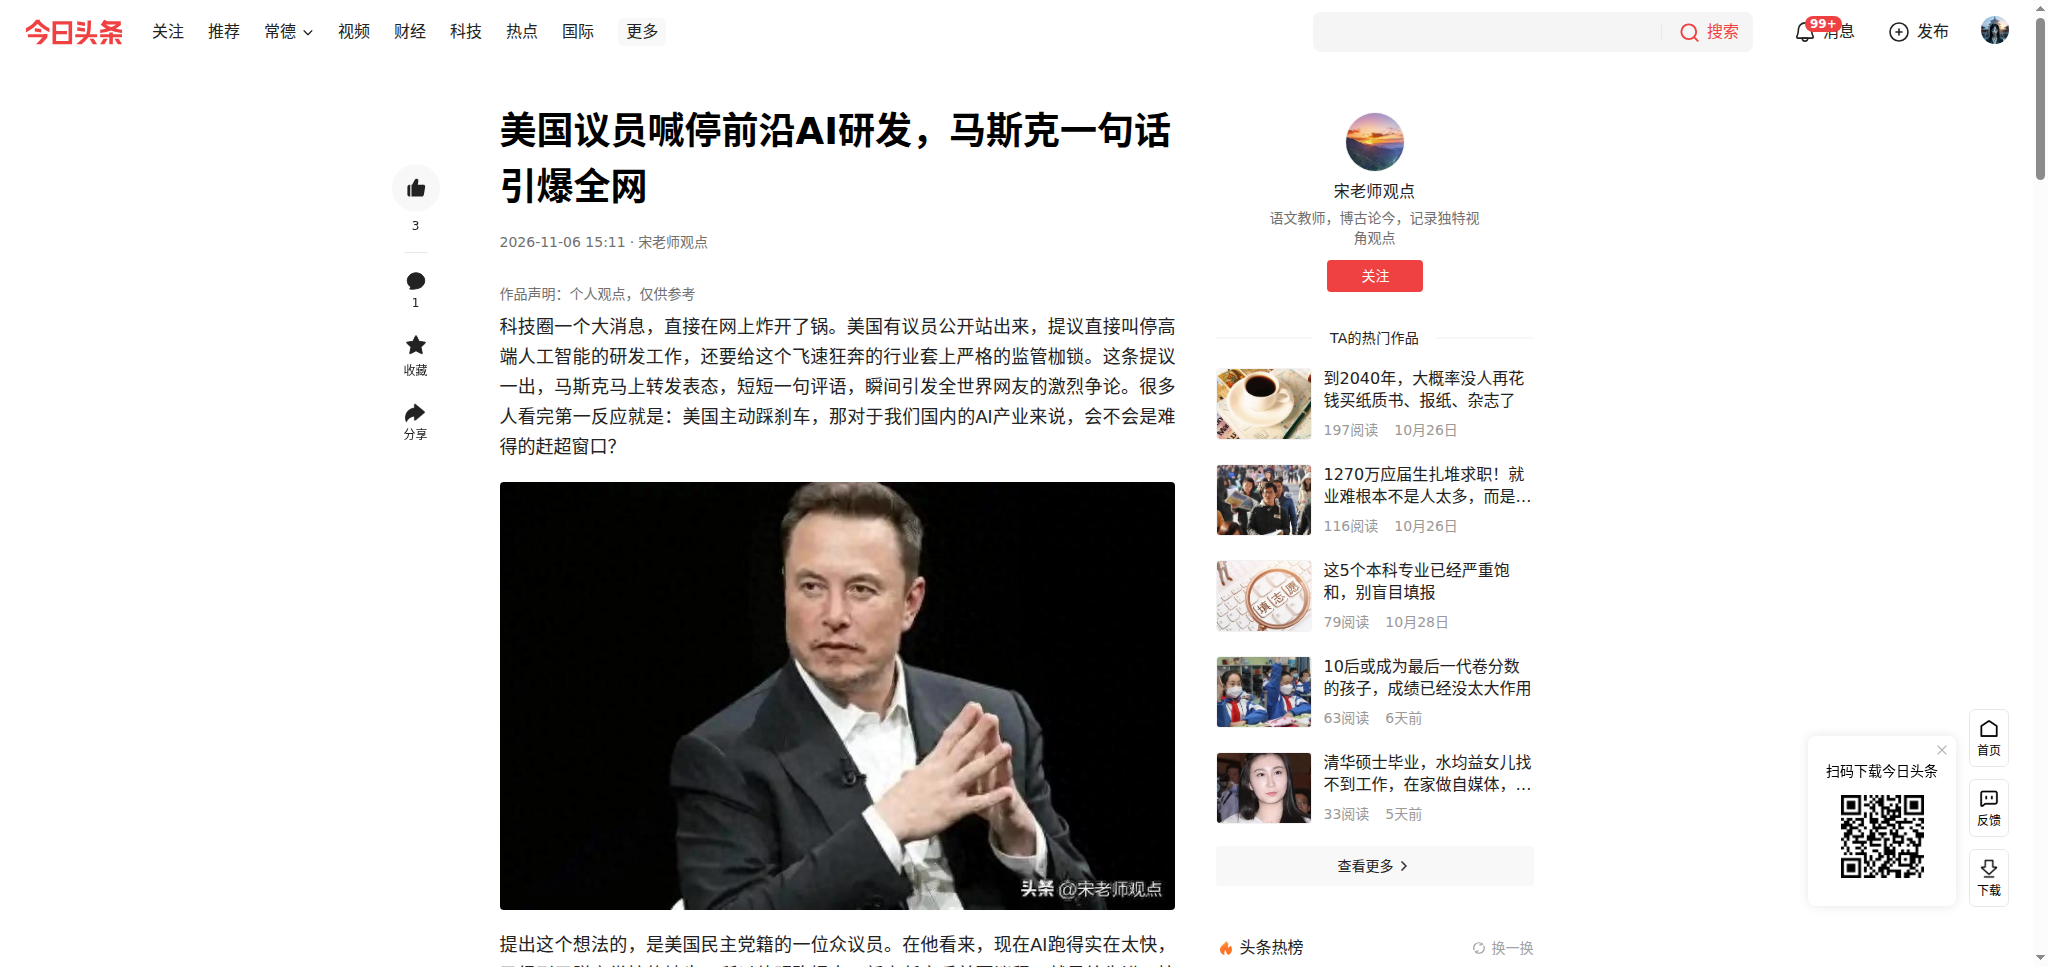 今日头条
关注 推荐 常德 视频 财经 科技 热点 国际 更多
搜索
99+
消息
发布
美国议员喊停前沿AI研发，马斯克一句话
引爆全网
2026-11-06 15:11 · 宋老师观点
3
1
收藏
分享
作品声明：个人观点，仅供参考
科技圈一个大消息，直接在网上炸开了锅。美国有议员公开站出来，提议直接叫停高
端人工智能的研发工作，还要给这个飞速狂奔的行业套上严格的监管枷锁。这条提议
一出，马斯克马上转发表态，短短一句评语，瞬间引发全世界网友的激烈争论。很多
人看完第一反应就是：美国主动踩刹车，那对于我们国内的AI产业来说，会不会是难
得的赶超窗口？
头条 @宋老师观点
提出这个想法的，是美国民主党籍的一位众议员。在他看来，现在AI跑得实在太快，
宋老师观点
语文教师，博古论今，记录独特视
角观点
关注
TA的热门作品
到2040年，大概率没人再花
钱买纸质书、报纸、杂志了
197阅读 10月26日
1270万应届生扎堆求职！就
业难根本不是人太多，而是...
116阅读 10月26日
填志愿
这5个本科专业已经严重饱
和，别盲目填报
79阅读 10月28日
10后或成为最后一代卷分数
的孩子，成绩已经没太大作用
63阅读 6天前
清华硕士毕业，水均益女儿找
不到工作，在家做自媒体，...
33阅读 5天前
查看更多
头条热榜
换一换
扫码下载今日头条
首页
反馈
下载